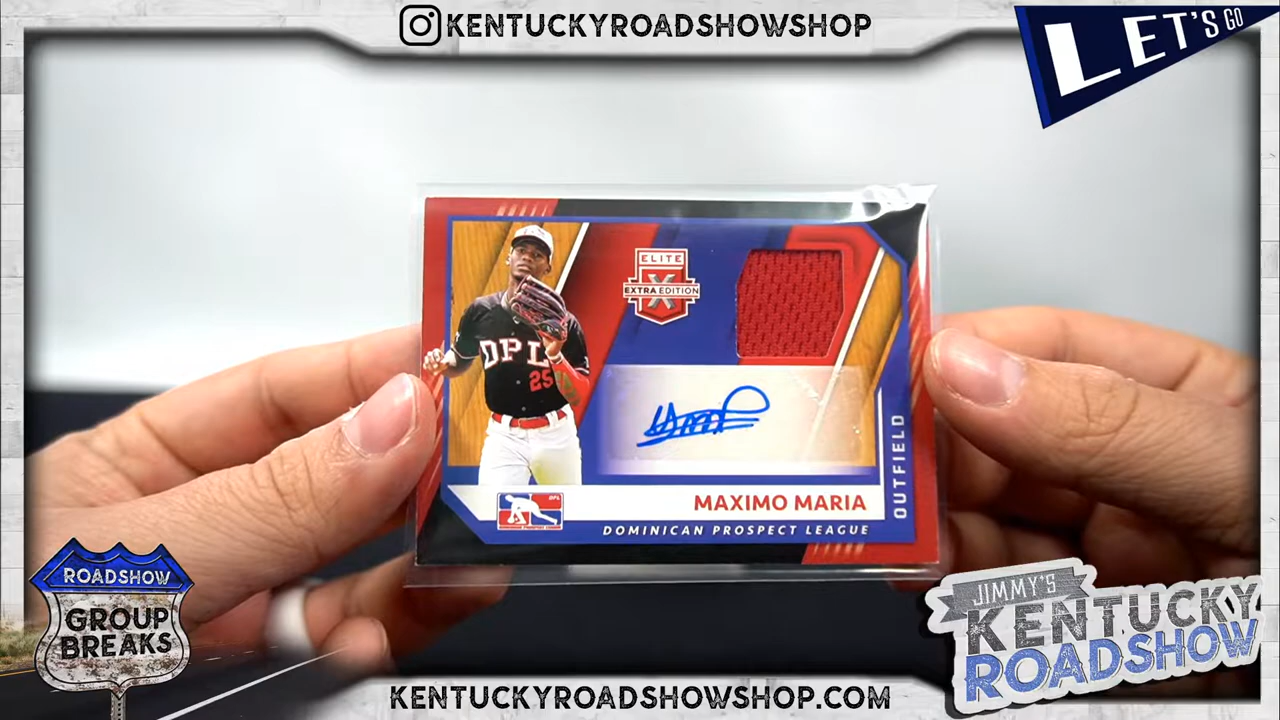 KENTUCKYROADSHOWSHOP
LET'S GO
ELITE
X
EXTRA EDITION
DPL
25
MAXIMO MARIA
OUTFIELD
DPL
DOMINICAN PROSPECT LEAGUE
ROADSHOW
GROUP
BREAKS
JIMMY'S
KENTUCKY
ROADSHOW
KENTUCKYROADSHOWSHOP.COM